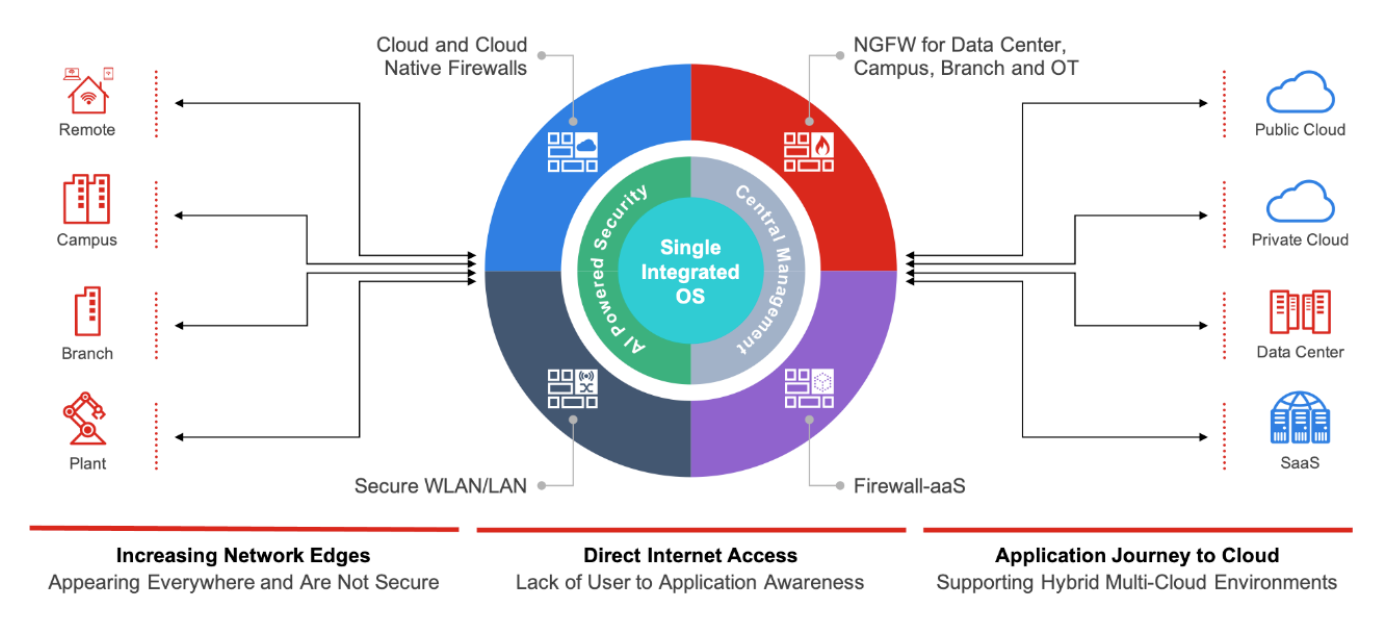 Cloud and Cloud
Native Firewalls
NGFW for Data Center,
Campus, Branch and OT
Remote
Campus
Branch
Plant
AI Powered Security
Central Management
Single
Integrated
OS
Public Cloud
Private Cloud
Data Center
SaaS
Secure WLAN/LAN
Firewall-aaS
Increasing Network Edges
Appearing Everywhere and Are Not Secure
Direct Internet Access
Lack of User to Application Awareness
Application Journey to Cloud
Supporting Hybrid Multi-Cloud Environments